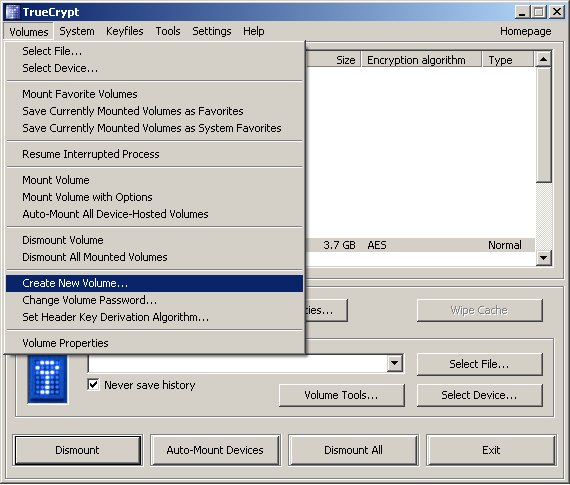 TrueCrypt
Volumes System Keyfiles Tools Settings Help Homepage
Select File...
Select Device...
Size Encryption algorithm Type
Mount Favorite Volumes
Save Currently Mounted Volumes as Favorites
Save Currently Mounted Volumes as System Favorites
Resume Interrupted Process
Mount Volume
Mount Volume with Options
Auto-Mount All Device-Hosted Volumes
Dismount Volume
3.7 GB AES Normal
Dismount All Mounted Volumes
Create New Volume...
Change Volume Password...
Set Header Key Derivation Algorithm...
ties... Wipe Cache
Volume Properties
Select File...
Never save history
Volume Tools... Select Device...
Dismount Auto-Mount Devices Dismount All Exit